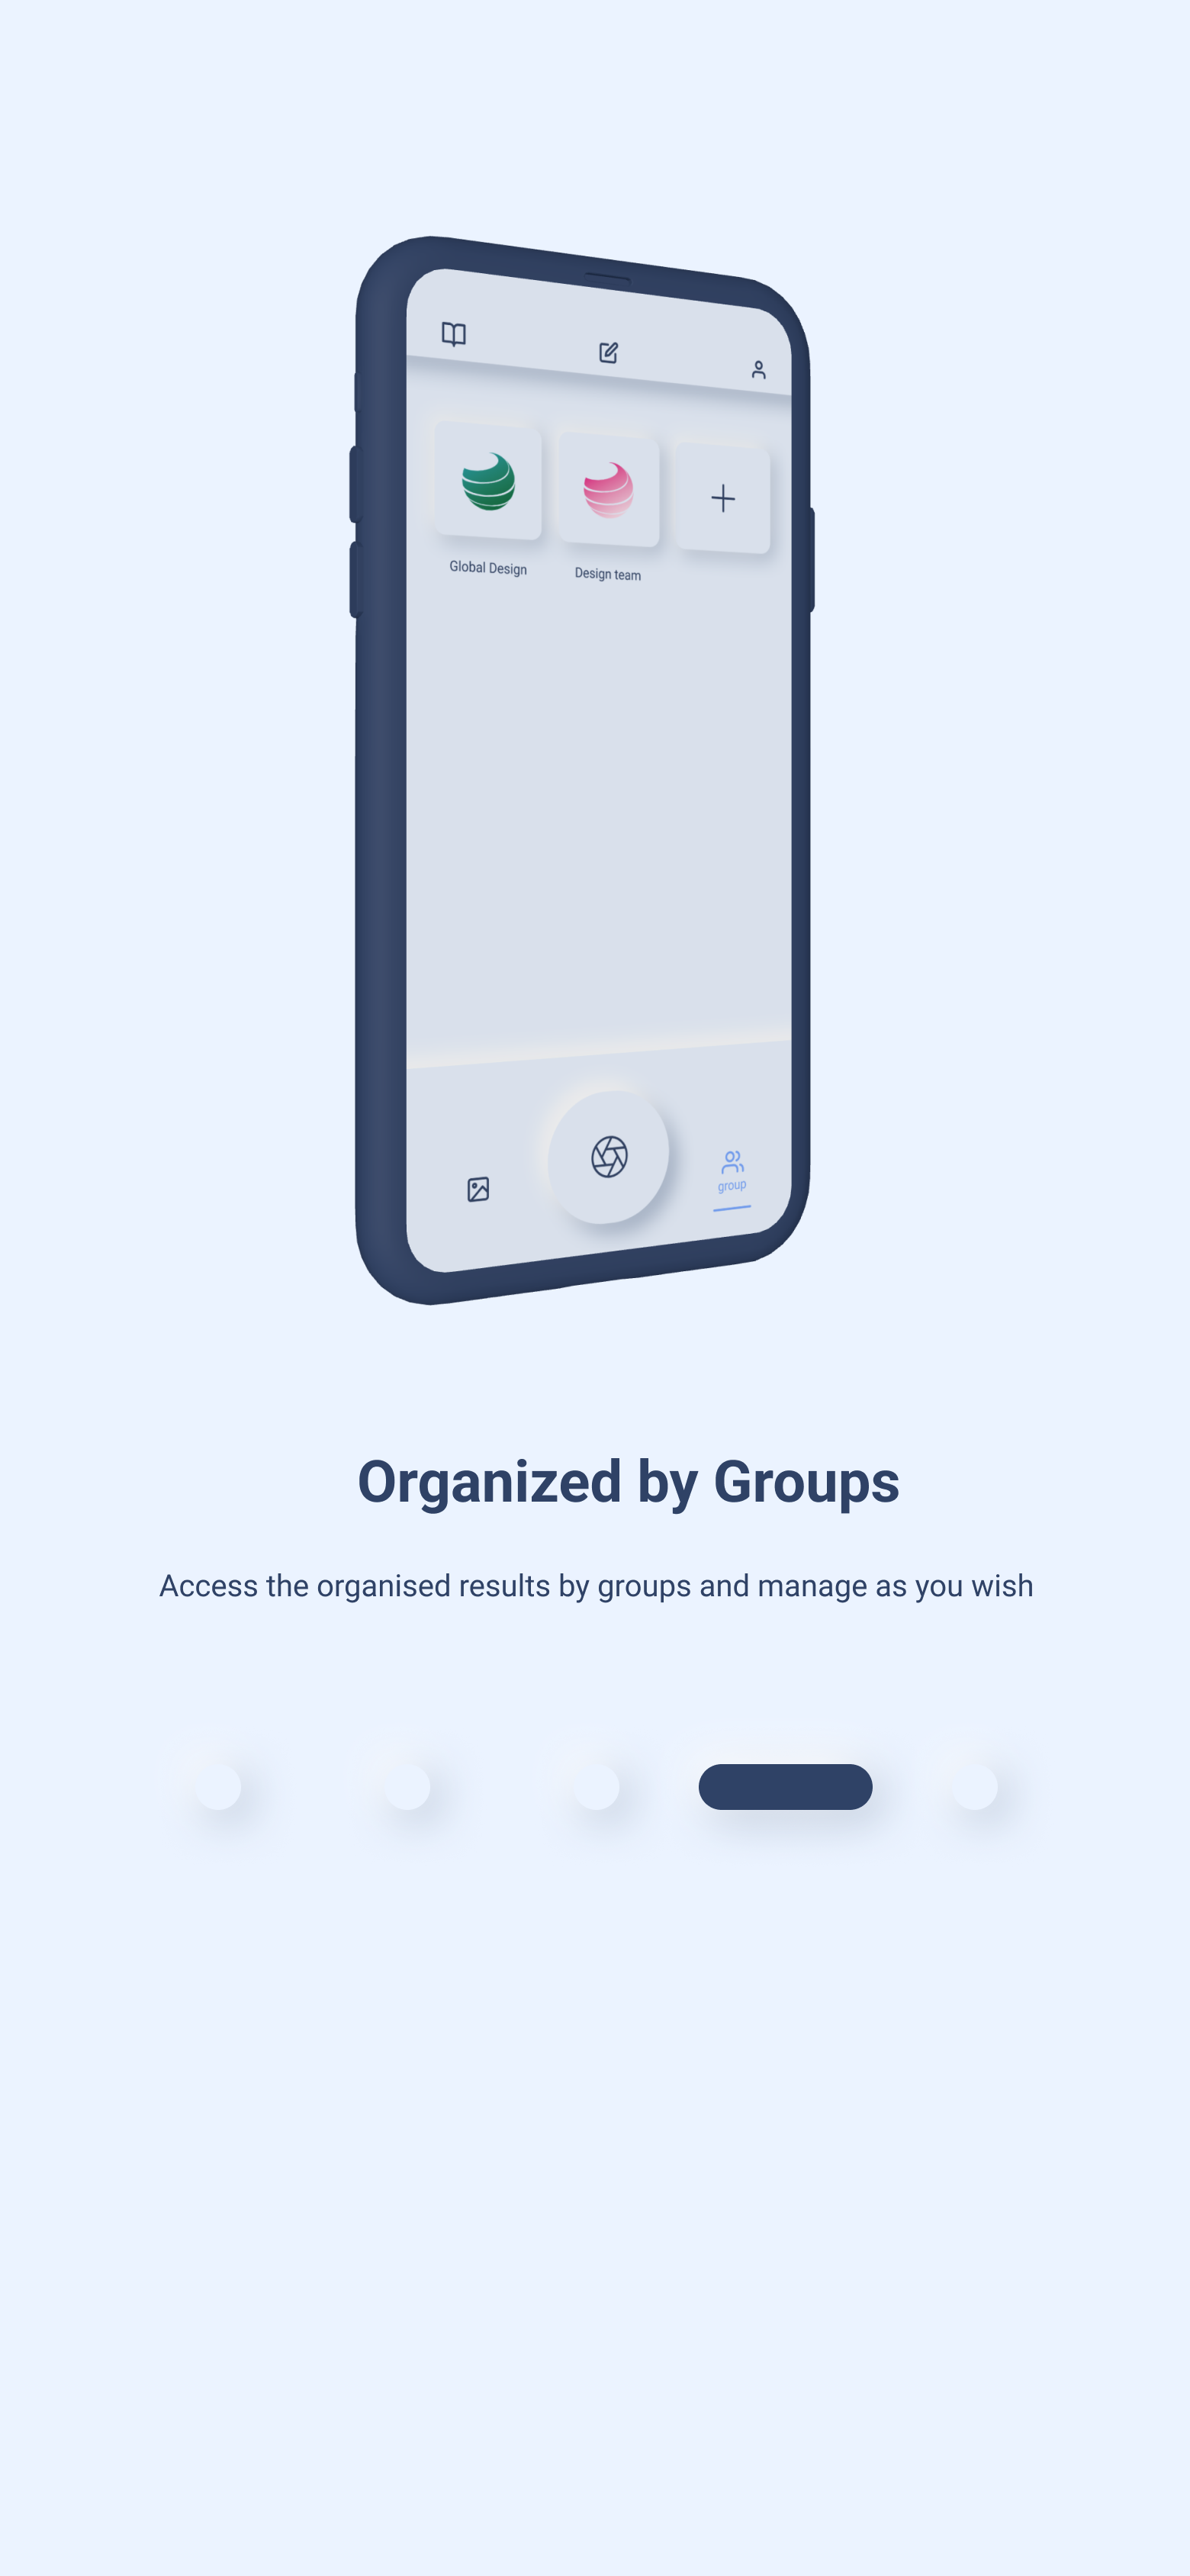 Global Design
Design team
group
Organized by Groups
Access the organised results by groups and manage as you wish